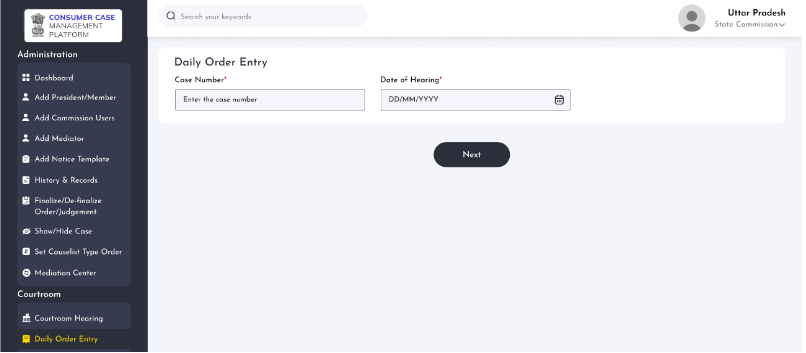 CONSUMER CASE
MANAGEMENT
PLATFORM
Administration
Dashboard
Add President/Member
Add Commission Users
Add Mediator
Add Notice Template
History & Records
Finalize/De-finalize
Order/Judgement
Show/Hide Case
Set Causelist Type Order
Mediation Center
Courtroom
Courtroom Hearing
Daily Order Entry
Search your keywords
Uttar Pradesh
State Commission
Daily Order Entry
Case Number* Date of Hearing*
Enter the case number DD/MM/YYYY
Next